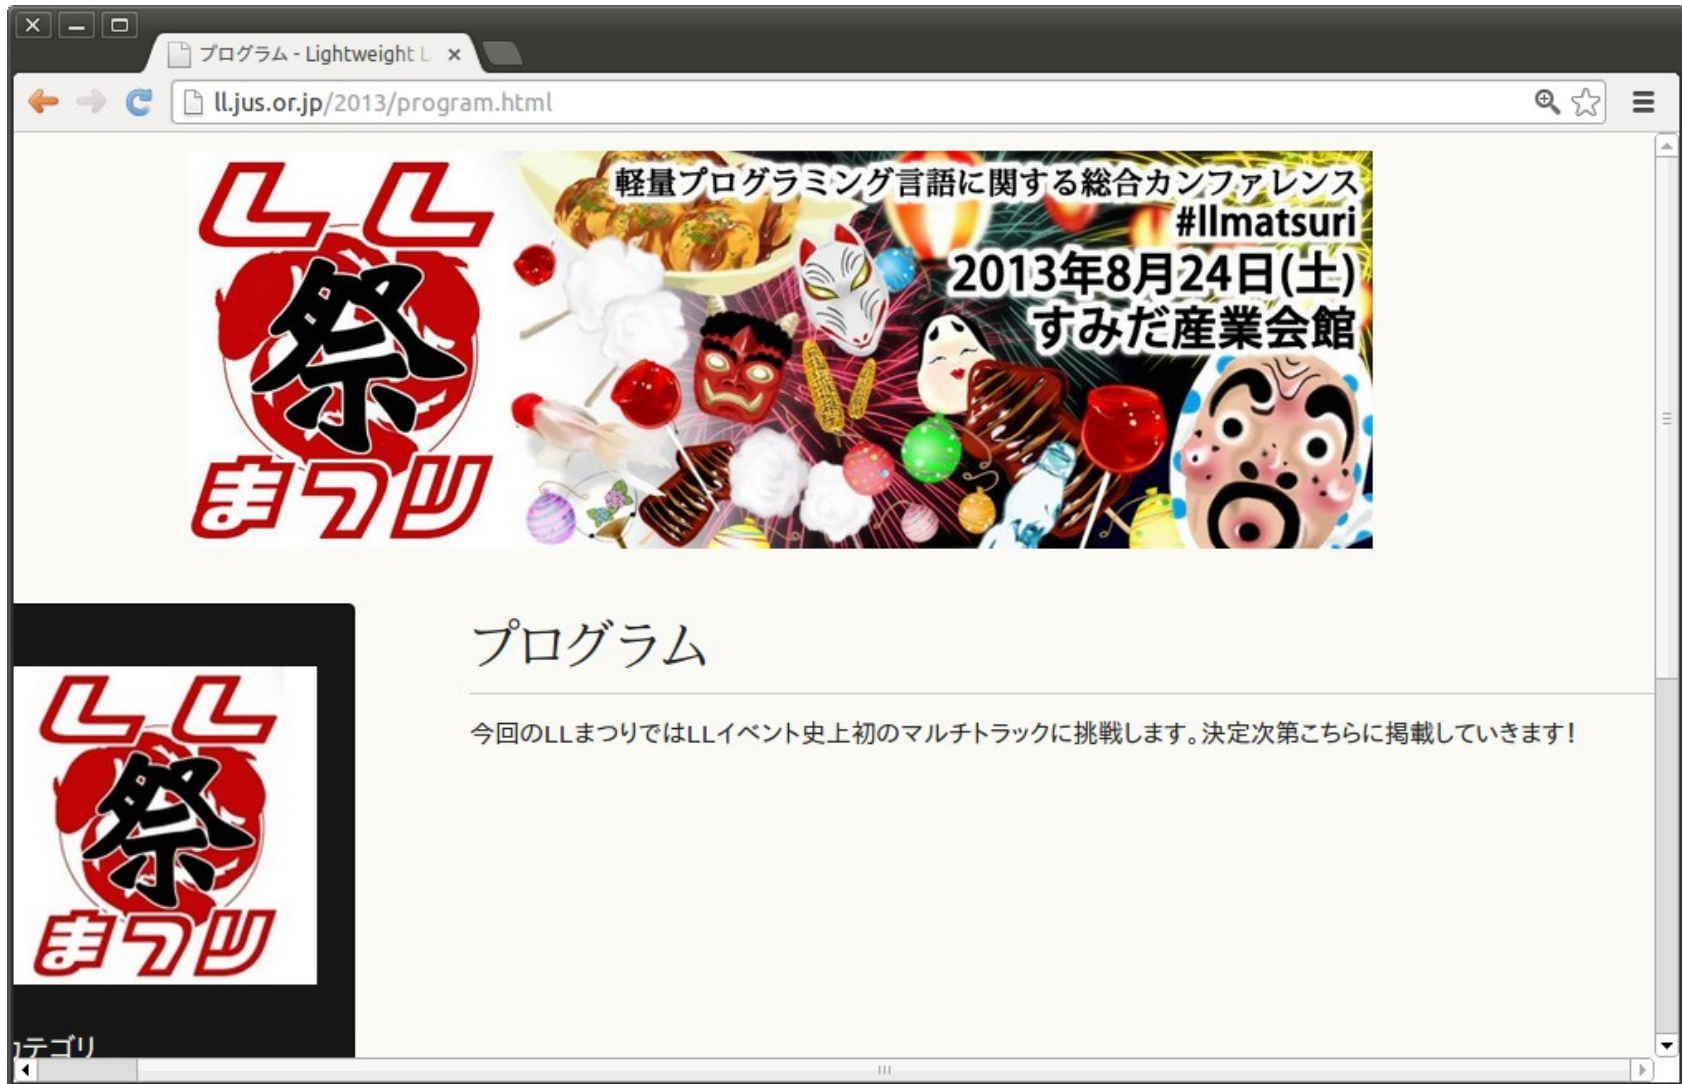 プログラム - Lightweight L
ll.jus.or.jp/2013/program.html
LL
祭
まつり
軽量プログラミング言語に関する総合カンファレンス
#llmatsuri
2013年8月24日(土)
すみだ産業会館
プログラム
今回のLLまつりではLLイベント史上初のマルチトラックに挑戦します。決定次第こちらに掲載していきます!
LL
祭
まつり
カテゴリ